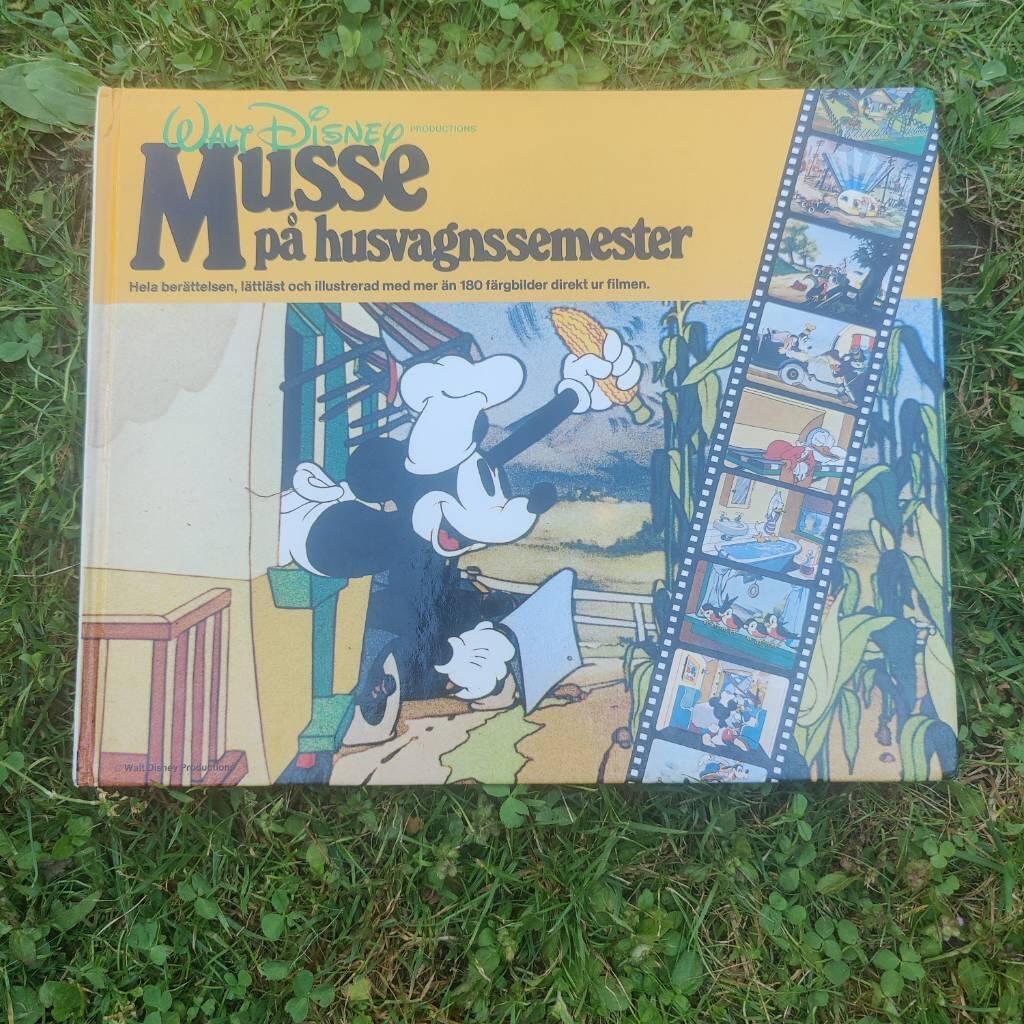 Walt Disney PRODUCTIONS
Musse
på husvagnssemester
Hela berättelsen, lättläst och illustrerad med mer än 180 färgbilder direkt ur filmen.
© Walt Disney Productions